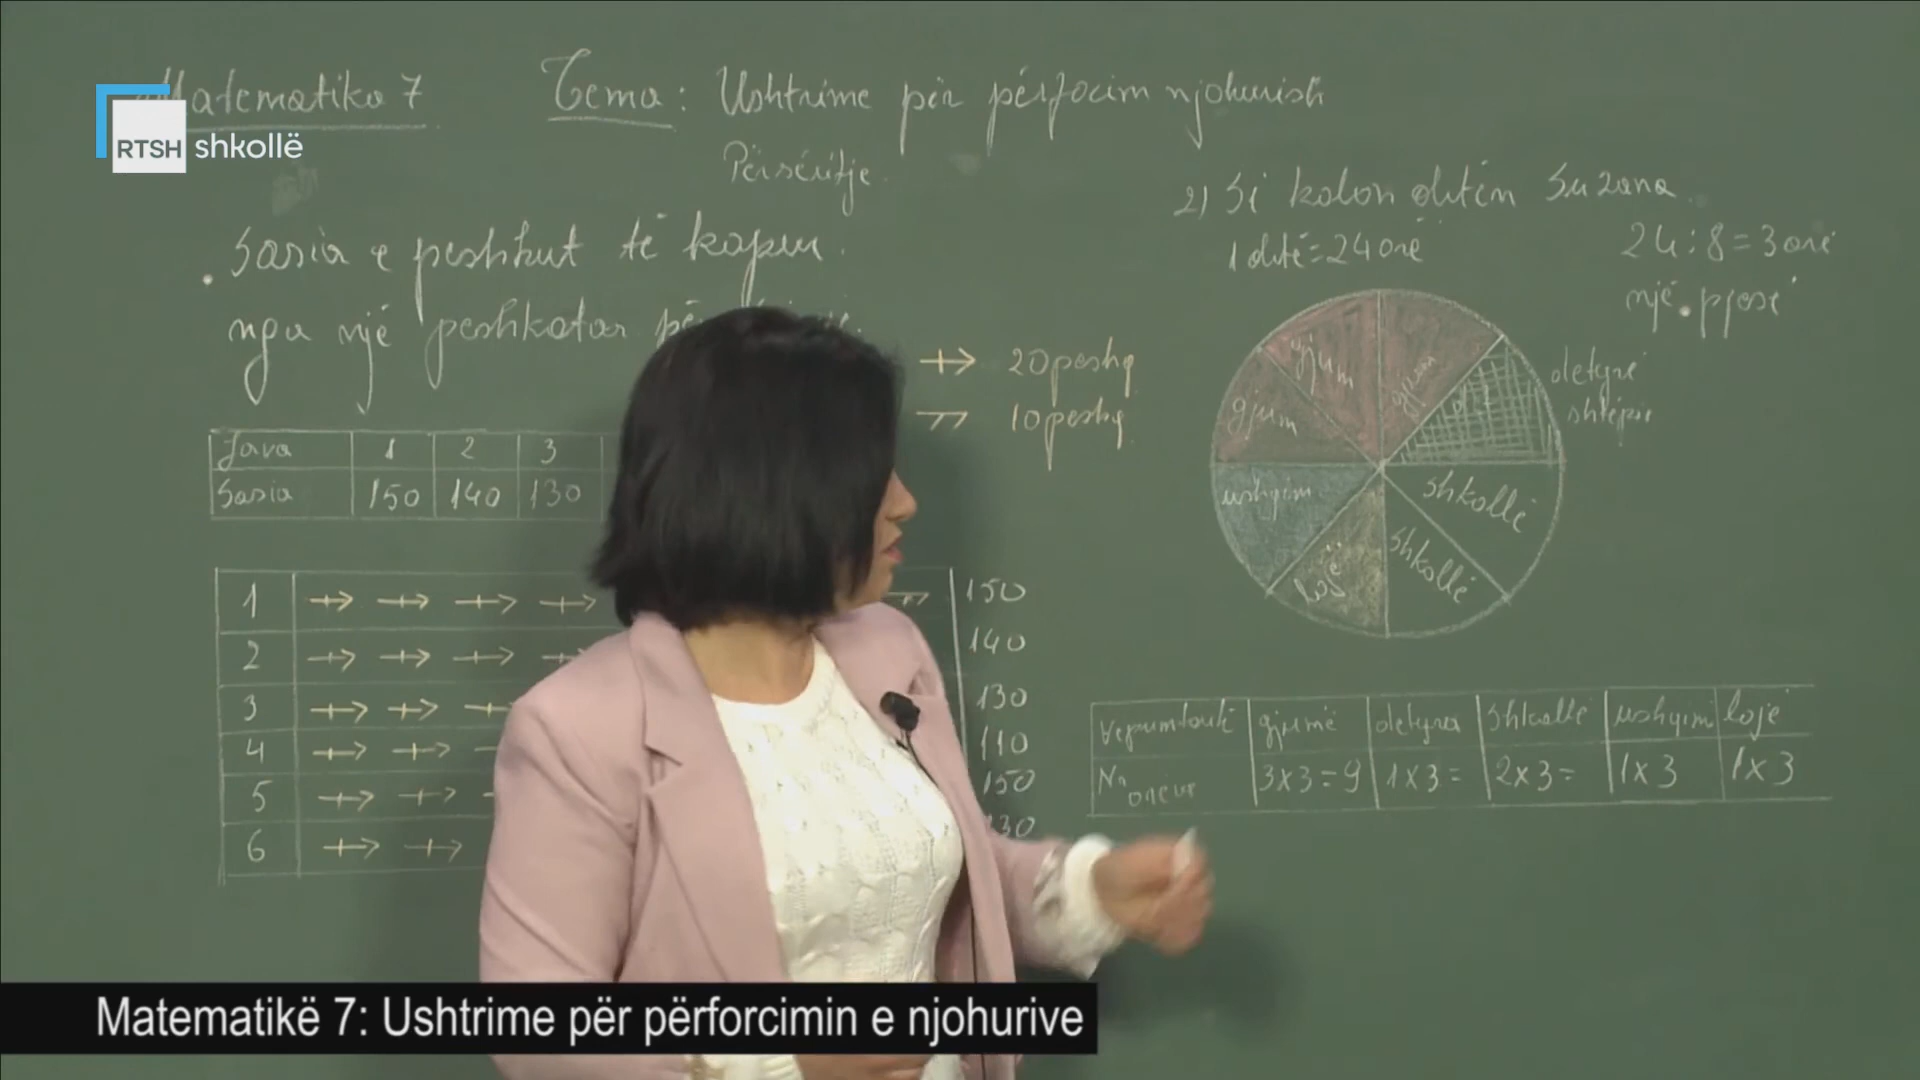 Matematika 7
RTSH shkollë
Tema: Ushtrime për përfocim njohurish
Përsëritje.
Sasia e peshkut të kapur
nga një peshkatar
20 peshq
10 peshq
Java 1 2 3
Sasia 150 140 130
1 150
2 140
3 130
4 110
5 150
6 30
2) Si kalon ditën Suzana
1 ditë = 24 orë
24 : 8 = 3 orë
një pjesë
gjum
gjum
gjum
detyrë
shtëpie
ushqim
shkollë
shkollë
lojë
Veprimtaritë gjumë detyra shkollë ushqim lojë
Nr orëve 3x3=9 1x3= 2x3= 1x3 1x3
Matematikë 7: Ushtrime për përforcimin e njohurive